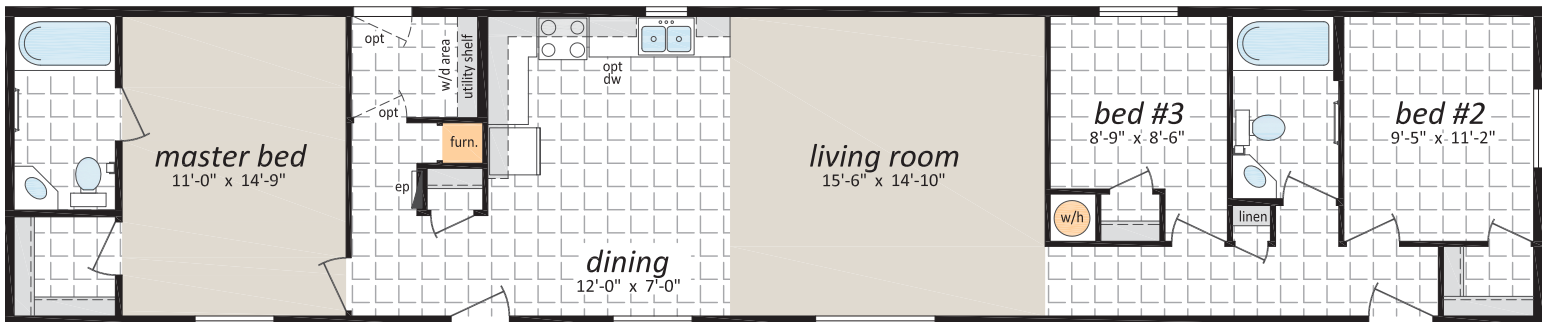 master bed
11'-0" x 14'-9"
opt
opt
w/d area
utility shelf
furn.
ep
opt
dw
dining
12'-0" x 7'-0"
living room
15'-6" x 14'-10"
bed #3
8'-9" x 8'-6"
w/h
linen
bed #2
9'-5" x 11'-2"